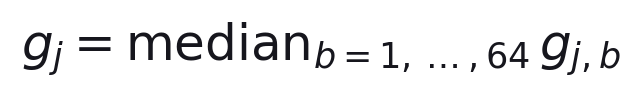 g_j = median_{b = 1, ..., 64} g_{j, b}